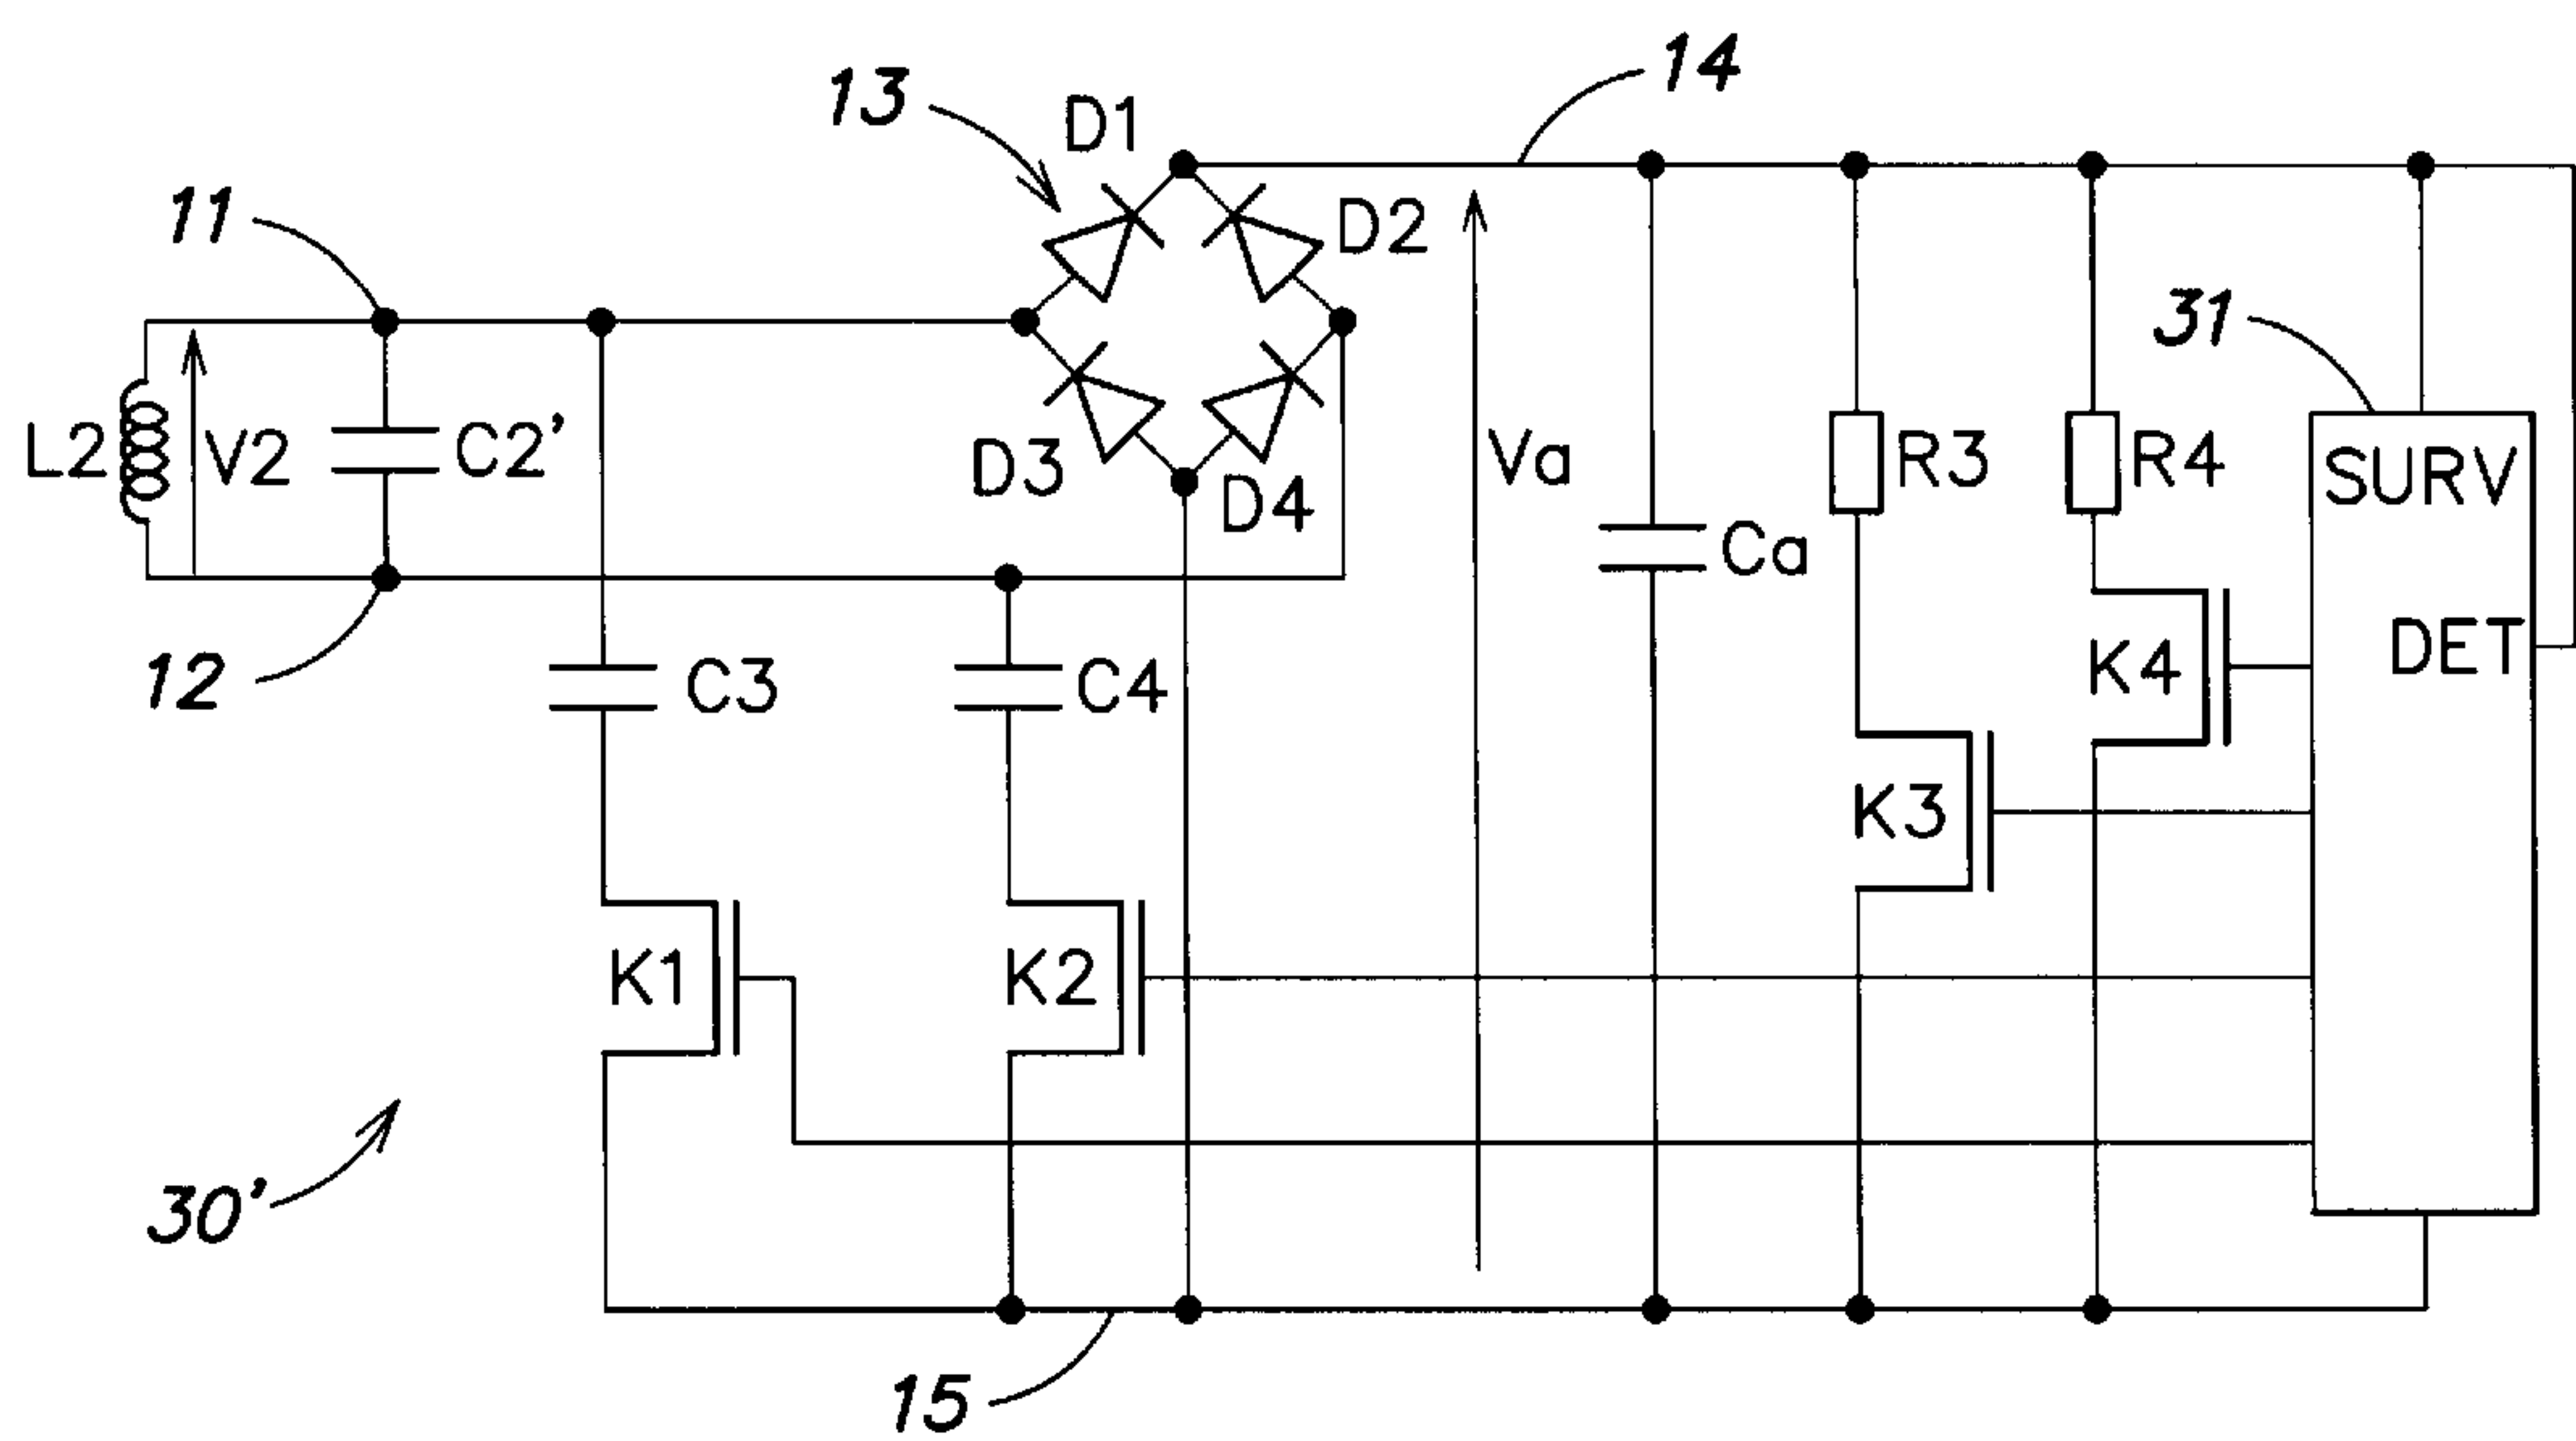 14
13
D1
11
D2
31
L2
V2
C2'
D3
D4
Va
Ca
R3
R4
SURV
DET
12
C3
C4
K4
K3
K1
K2
30'
15